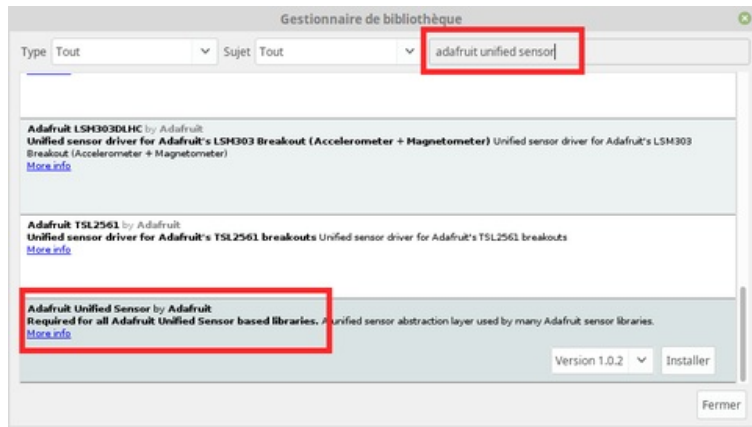 Gestionnaire de bibliothèque
Type Tout Sujet Tout adafruit unified sensor
Adafruit LSM303DLHC by Adafruit
Unified sensor driver for Adafruit's LSM303 Breakout (Accelerometer + Magnetometer) Unified sensor driver for Adafruit's LSM303
Breakout (Accelerometer + Magnetometer)
More info
Adafruit TSL2561 by Adafruit
Unified sensor driver for Adafruit's TSL2561 breakouts Unified sensor driver for Adafruit's TSL2561 breakouts
More info
Adafruit Unified Sensor by Adafruit
Required for all Adafruit Unified Sensor based libraries. A unified sensor abstraction layer used by many Adafruit sensor libraries.
More info
Version 1.0.2 Installer
Fermer